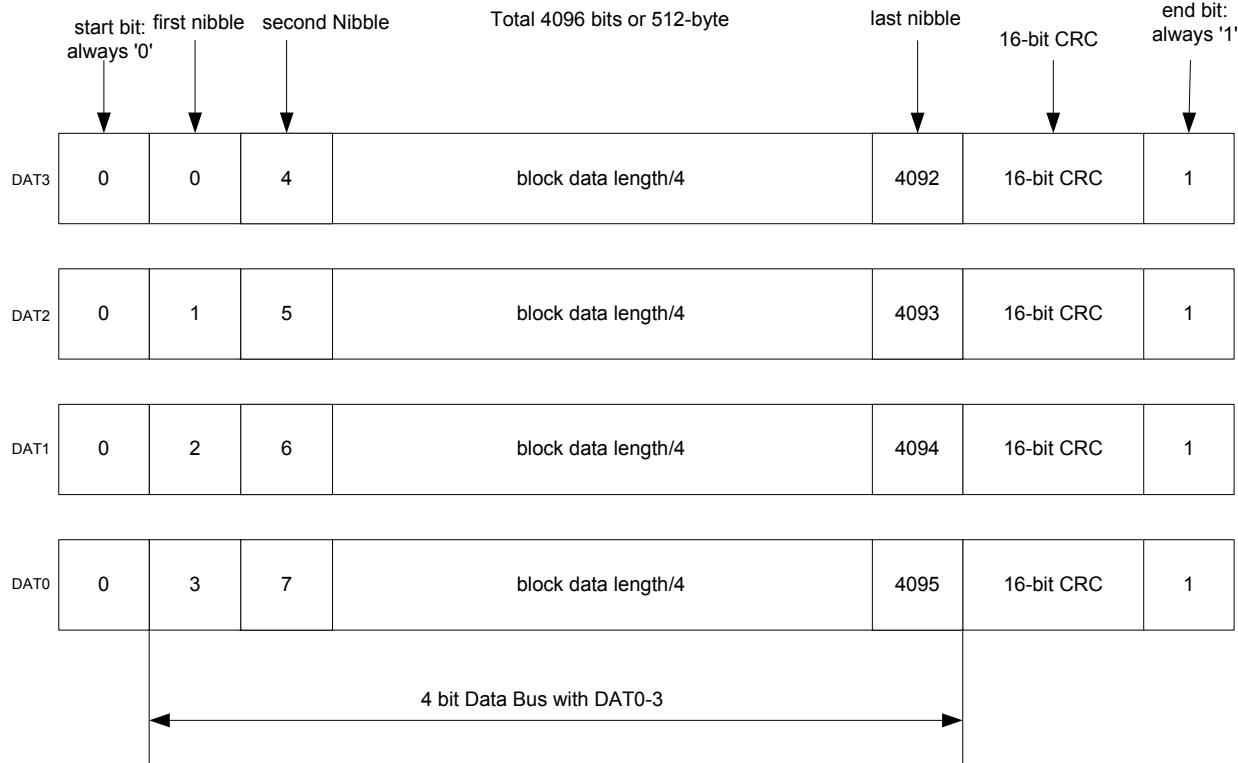 start bit:
always '0'
first nibble
second Nibble
Total 4096 bits or 512-byte
last nibble
16-bit CRC
end bit:
always '1'
DAT3 0 0 4 block data length/4 4092 16-bit CRC 1
DAT2 0 1 5 block data length/4 4093 16-bit CRC 1
DAT1 0 2 6 block data length/4 4094 16-bit CRC 1
DAT0 0 3 7 block data length/4 4095 16-bit CRC 1
4 bit Data Bus with DAT0-3